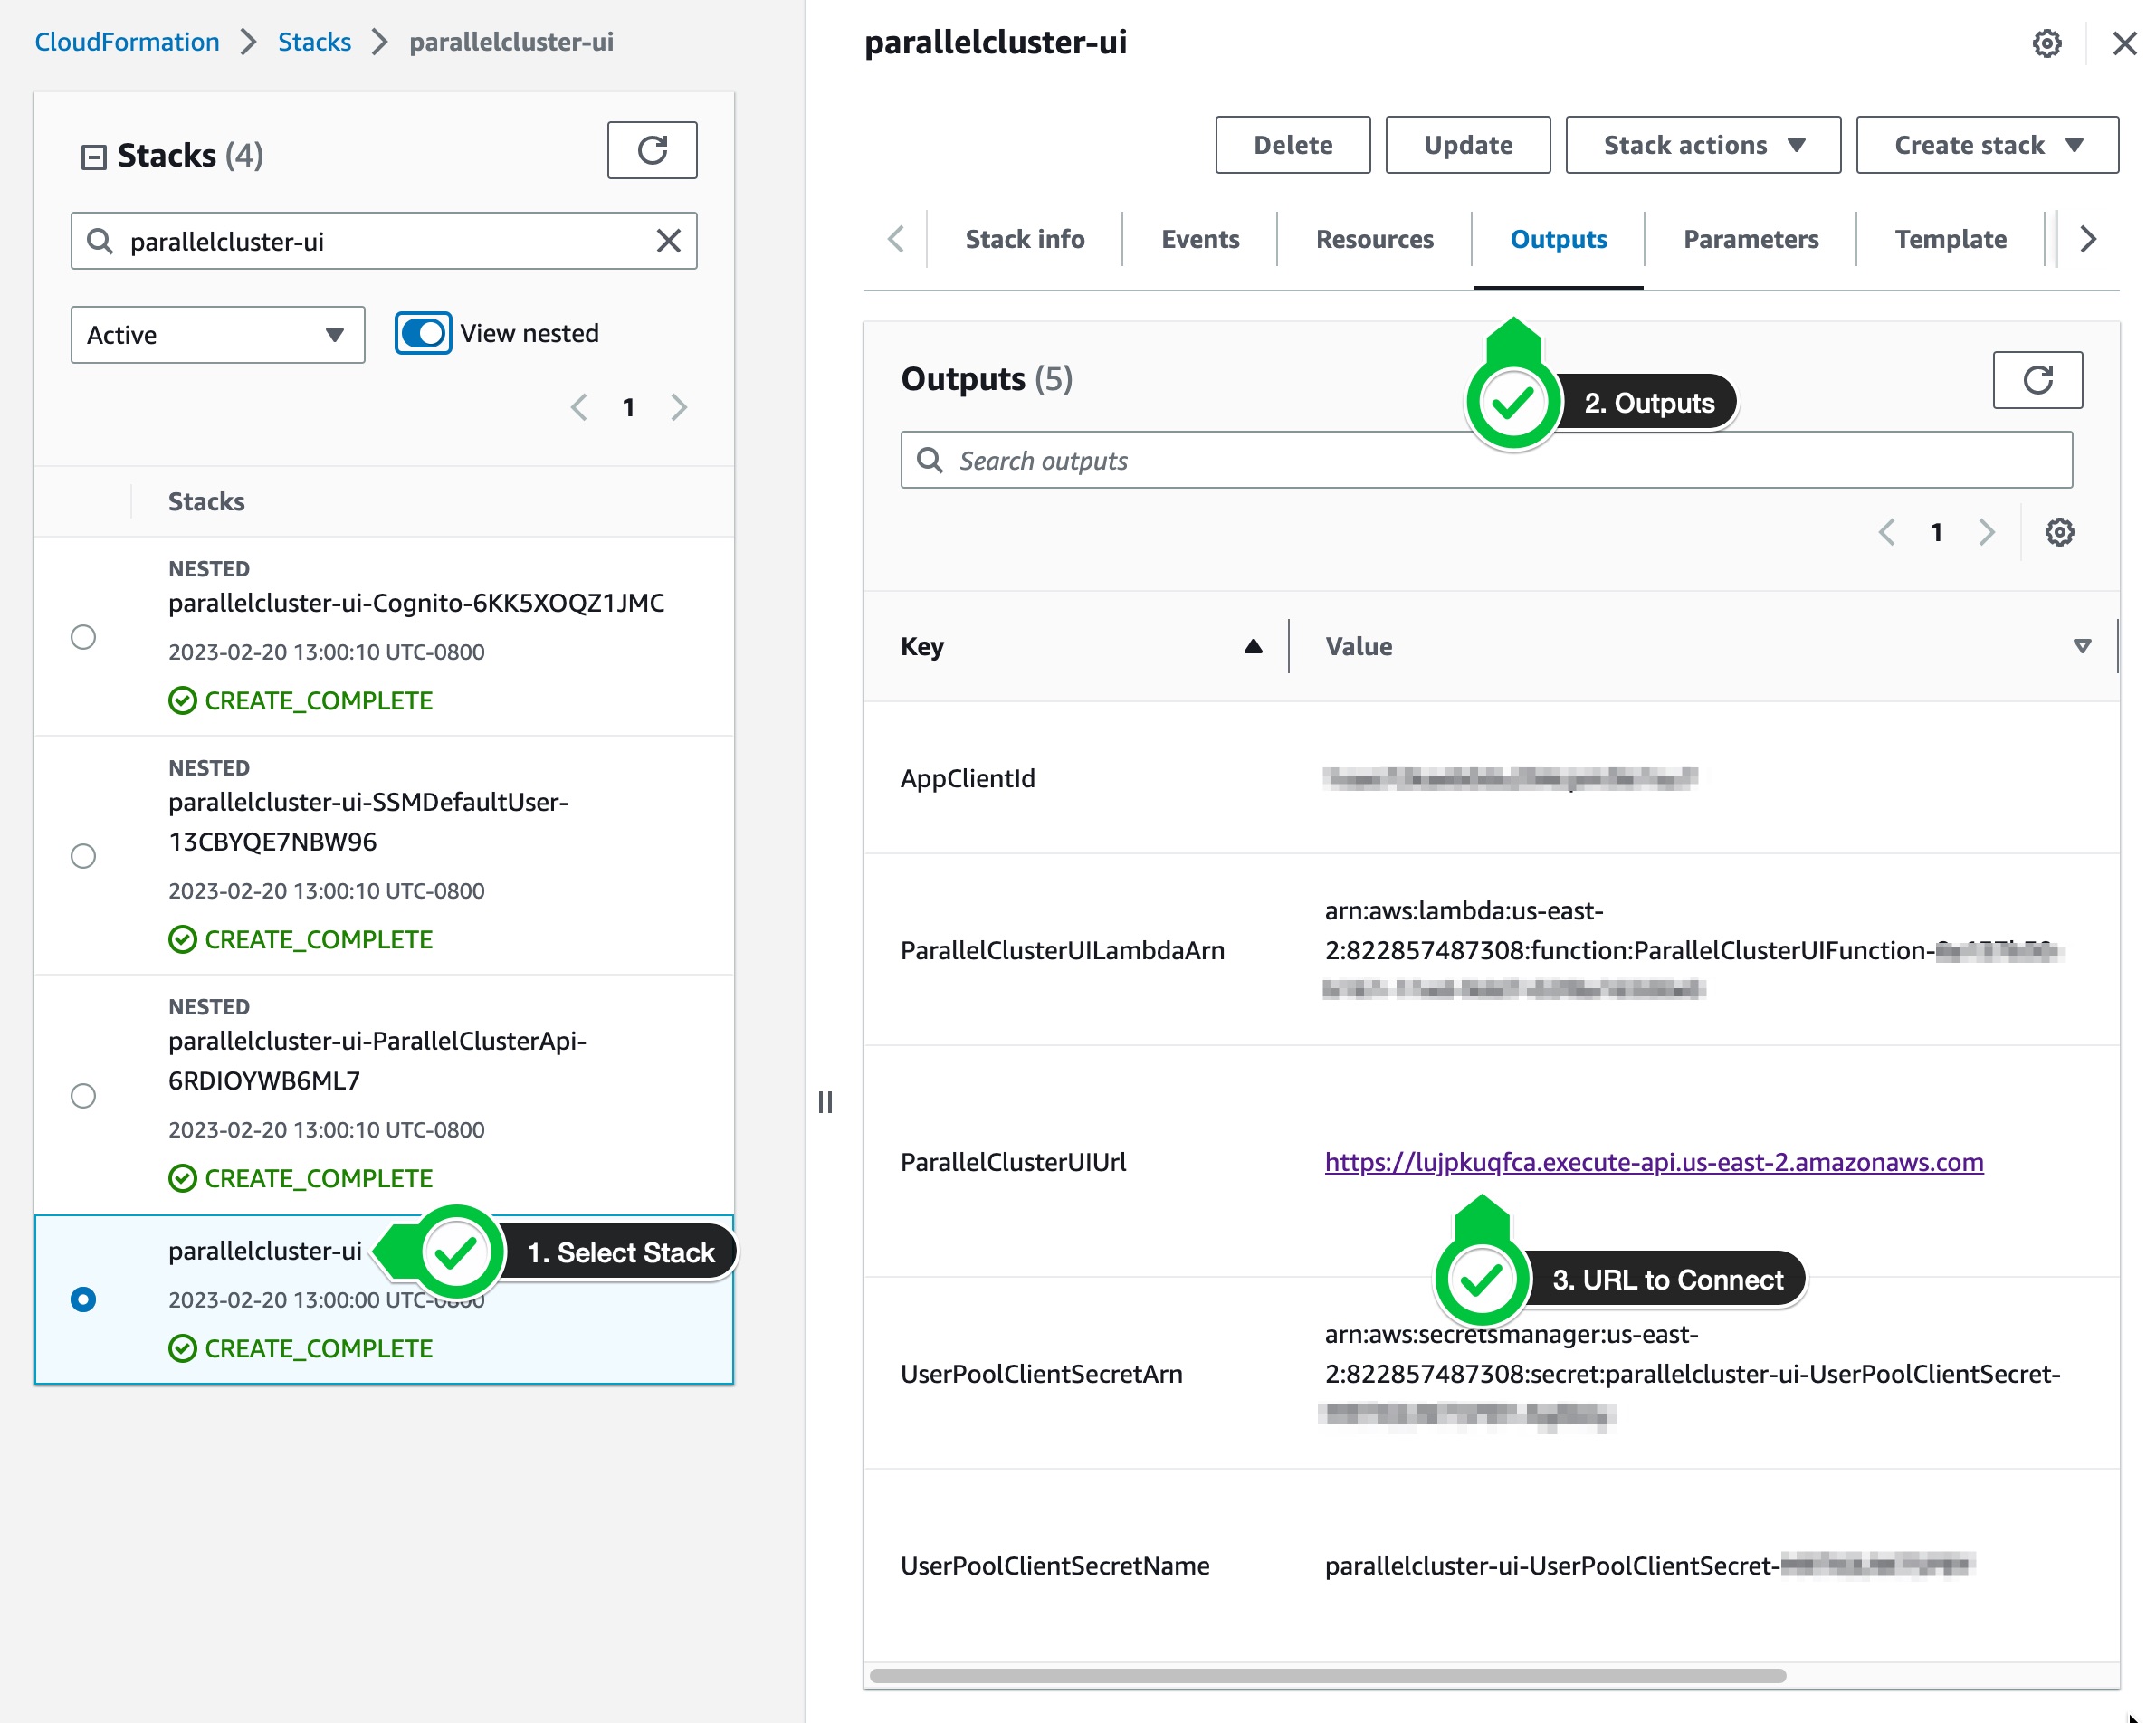 CloudFormation > Stacks > parallelcluster-ui
Stacks (4)
parallelcluster-ui
Active
View nested
1
Stacks
NESTED
parallelcluster-ui-Cognito-6KK5XOQZ1JMC
2023-02-20 13:00:10 UTC-0800
CREATE_COMPLETE
NESTED
parallelcluster-ui-SSMDefaultUser-
13CBYQE7NBW96
2023-02-20 13:00:10 UTC-0800
CREATE_COMPLETE
NESTED
parallelcluster-ui-ParallelClusterApi-
6RDIOYWB6ML7
2023-02-20 13:00:10 UTC-0800
CREATE_COMPLETE
parallelcluster-ui
1. Select Stack
2023-02-20 13:00:00 UTC-0800
CREATE_COMPLETE
parallelcluster-ui
Delete
Update
Stack actions
Create stack
Stack info
Events
Resources
Outputs
Parameters
Template
2. Outputs
Outputs (5)
Search outputs
1
Key
Value
AppClientId
ParallelClusterUILambdaArn
arn:aws:lambda:us-east-
2:822857487308:function:ParallelClusterUIFunction-
ParallelClusterUIUrl
https://lujpkuqfca.execute-api.us-east-2.amazonaws.com
3. URL to Connect
UserPoolClientSecretArn
arn:aws:secretsmanager:us-east-
2:822857487308:secret:parallelcluster-ui-UserPoolClientSecret-
UserPoolClientSecretName
parallelcluster-ui-UserPoolClientSecret-